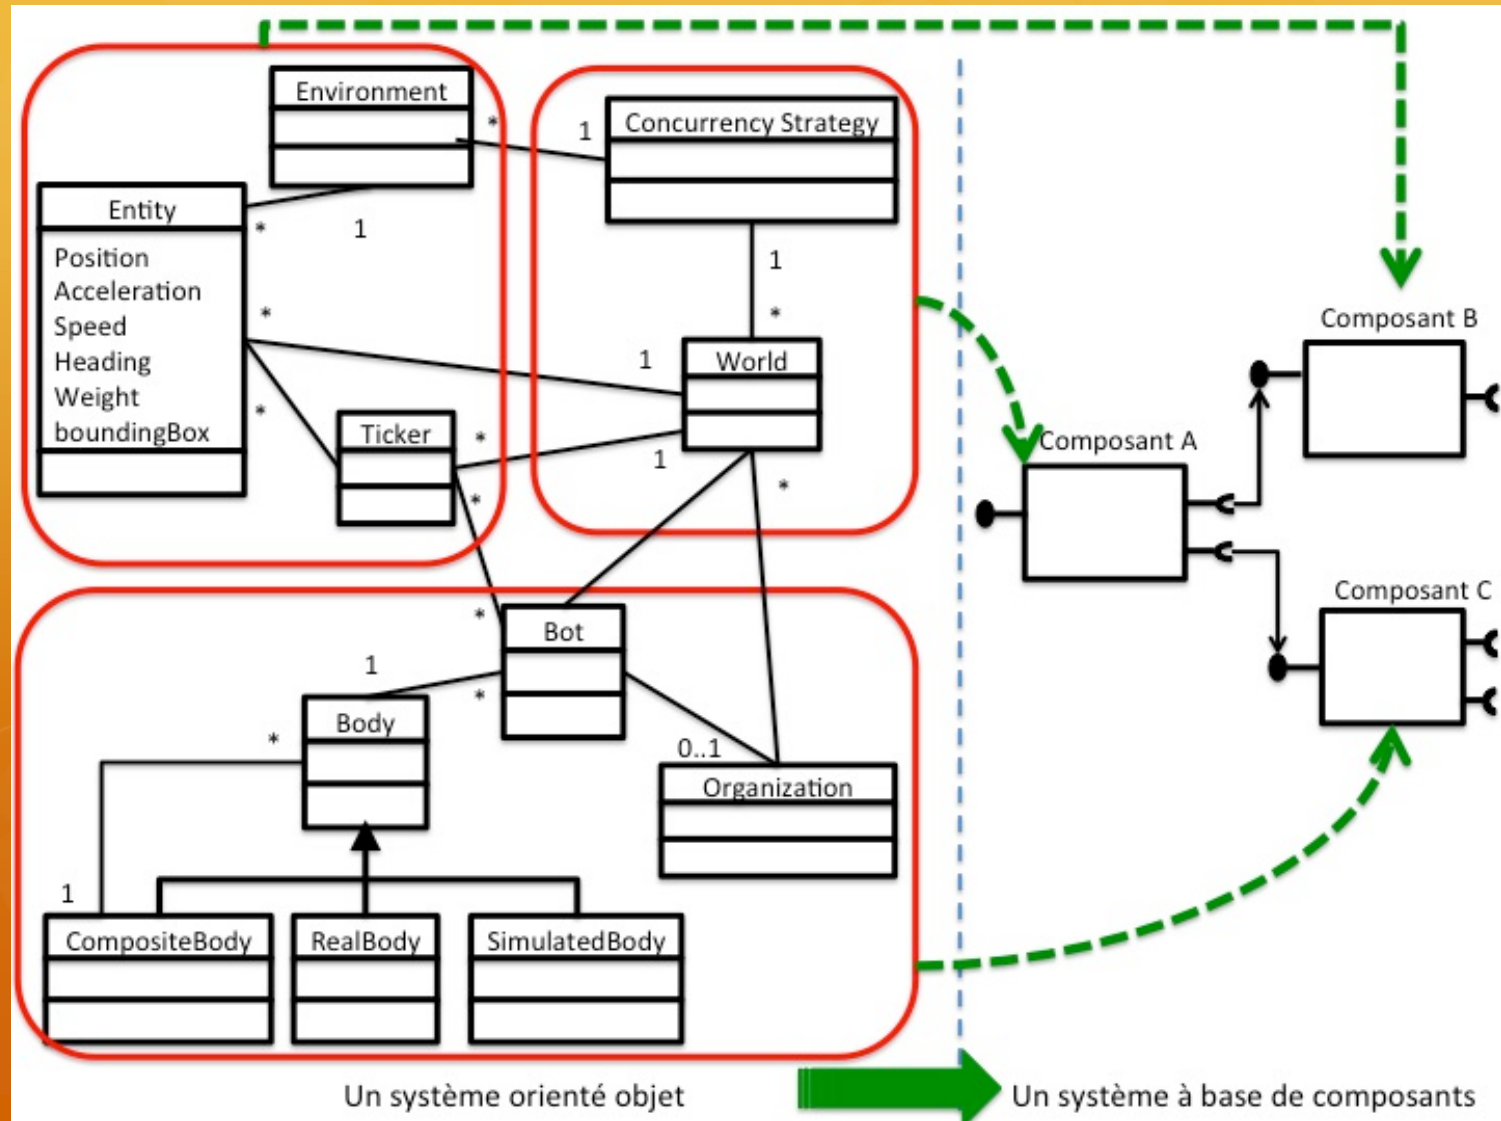 Environment
*
1
Concurrency Strategy
Entity
*
1
Position
Acceleration
Speed
Heading
Weight
boundingBox
*
*
1
*
1
World
Ticker
*
1
*
*
Composant B
Composant A
Composant C
*
Bot
1
*
Body
*
0..1
Organization
1
CompositeBody
RealBody
SimulatedBody
Un système orienté objet
Un système à base de composants